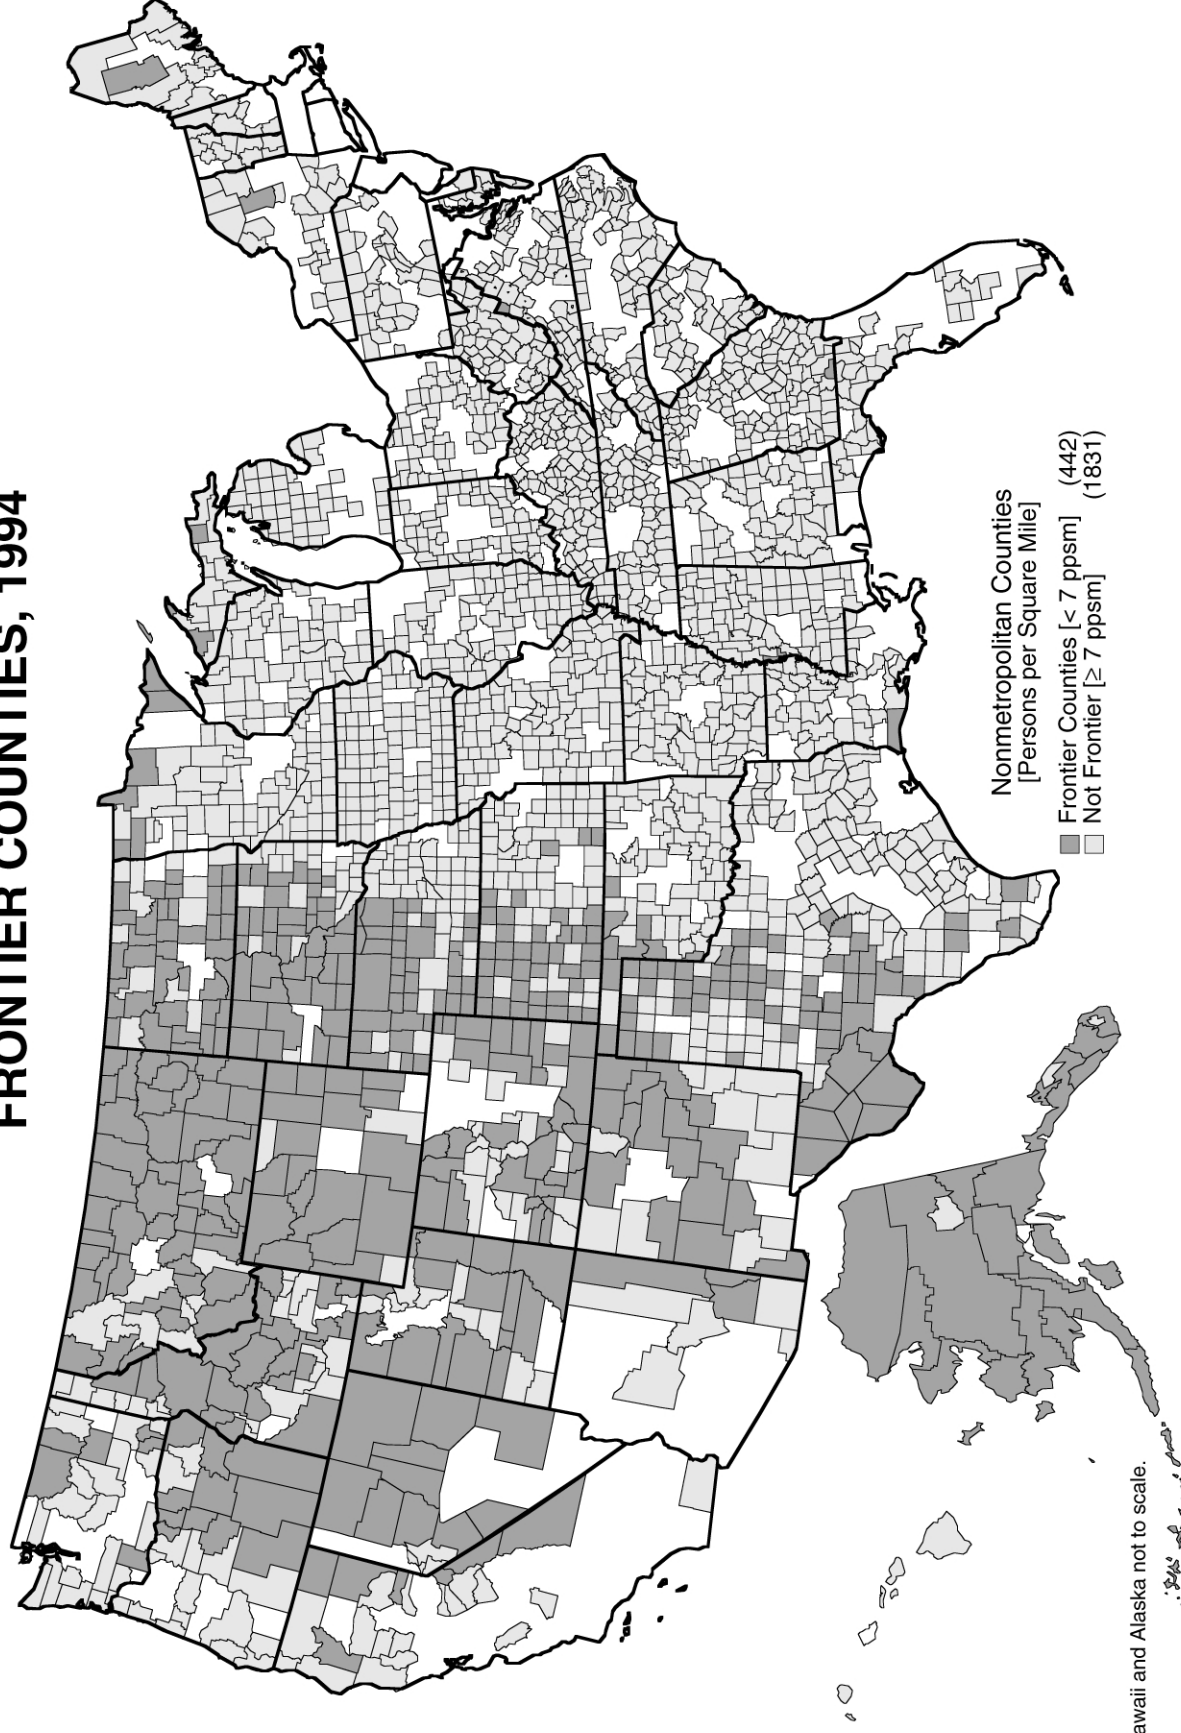 FRONTIER COUNTIES, 1994
Nonmetropolitan Counties
[Persons per Square Mile]
Frontier Counties [< 7 ppsm] (442)
Not Frontier [≥ 7 ppsm] (1831)
awaii and Alaska not to scale.